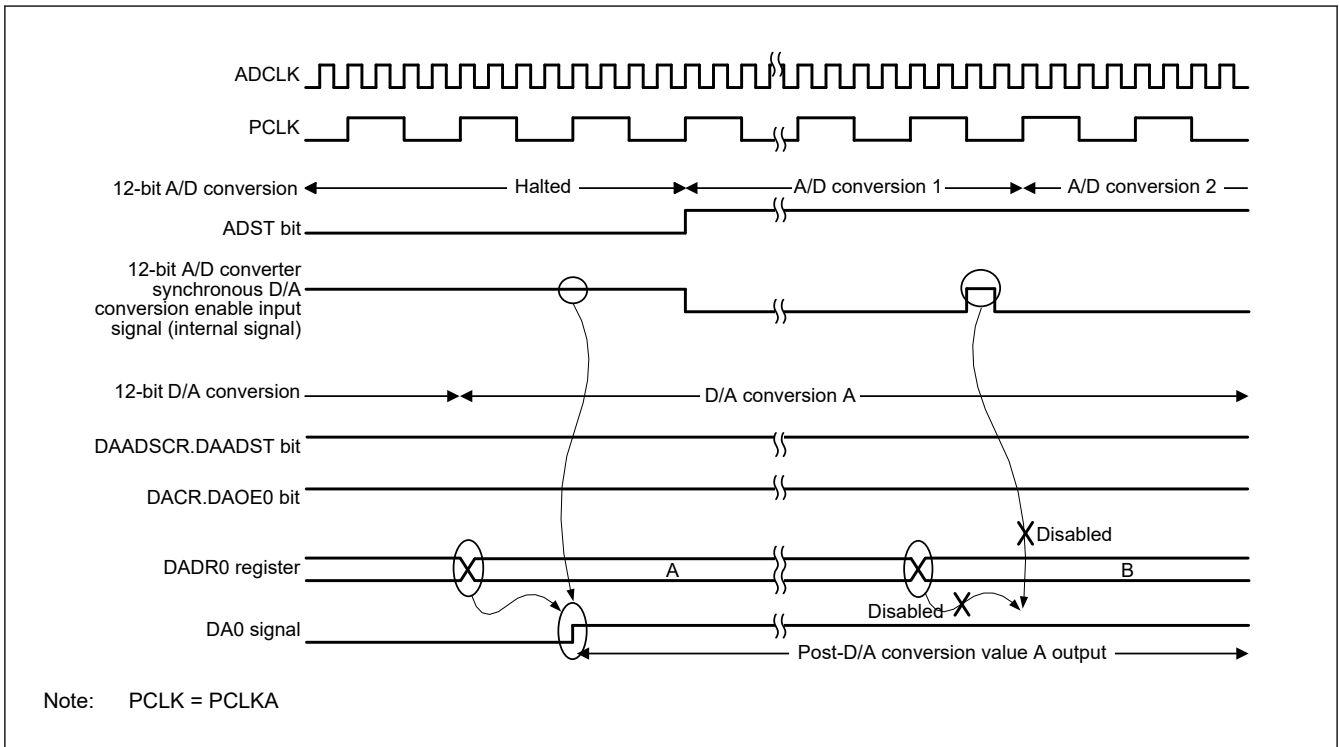 ADCLK
PCLK
12-bit A/D conversion
Halted
A/D conversion 1
A/D conversion 2
ADST bit
12-bit A/D converter
synchronous D/A
conversion enable input
signal (internal signal)
12-bit D/A conversion
D/A conversion A
DAADSCR.DAADST bit
DACR.DAOE0 bit
Disabled
DADR0 register
A
B
Disabled
DA0 signal
Post-D/A conversion value A output
Note: PCLK = PCLKA